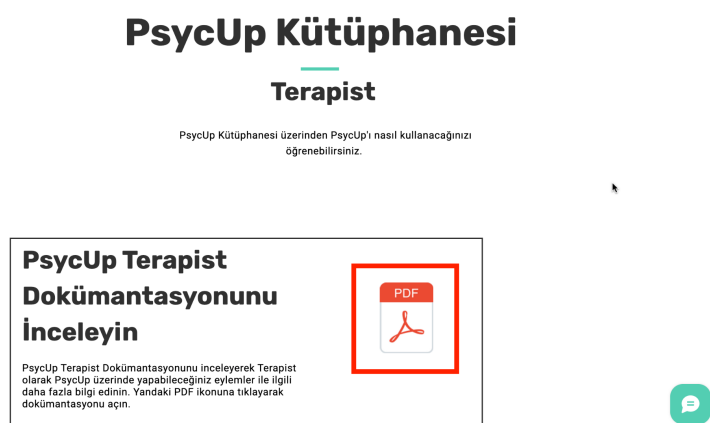 PsycUp Kütüphanesi
Terapist
PsycUp Kütüphanesi üzerinden PsycUp'ı nasıl kullanacağınızı
öğrenebilirsiniz.
PsycUp Terapist
Dokümantasyonunu
İnceleyin
PDF
PsycUp Terapist Dokümantasyonunu inceleyerek Terapist
olarak PsycUp üzerinde yapabileceğiniz eylemler ile ilgili
daha fazla bilgi edinin. Yandaki PDF ikonuna tıklayarak
dokümantasyonu açın.